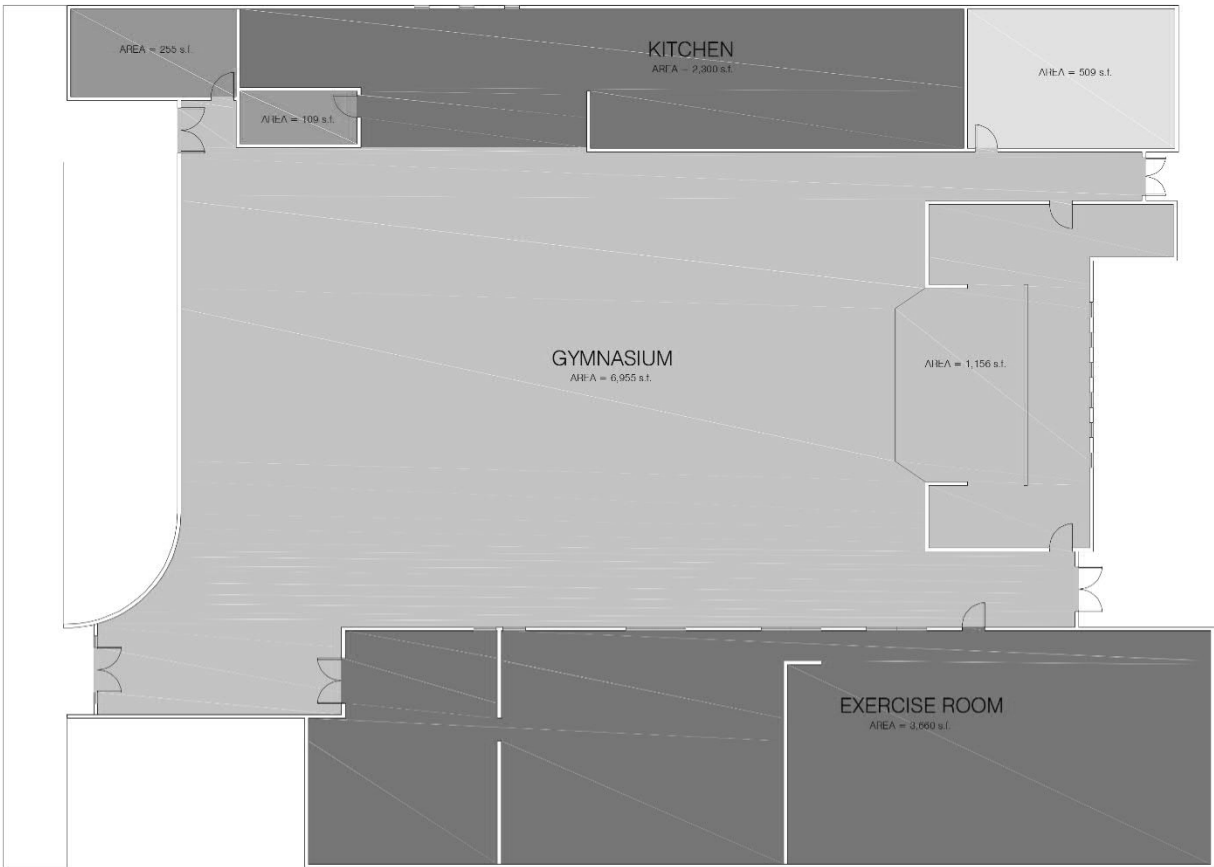 KITCHEN
AREA = 2,300 s.f.
AREA = 255 s.f.
AREA = 509 s.f.
AREA = 109 s.f.
GYMNASIUM
AREA = 6,955 s.f.
AREA = 1,156 s.f.
EXERCISE ROOM
AREA = 3,660 s.f.